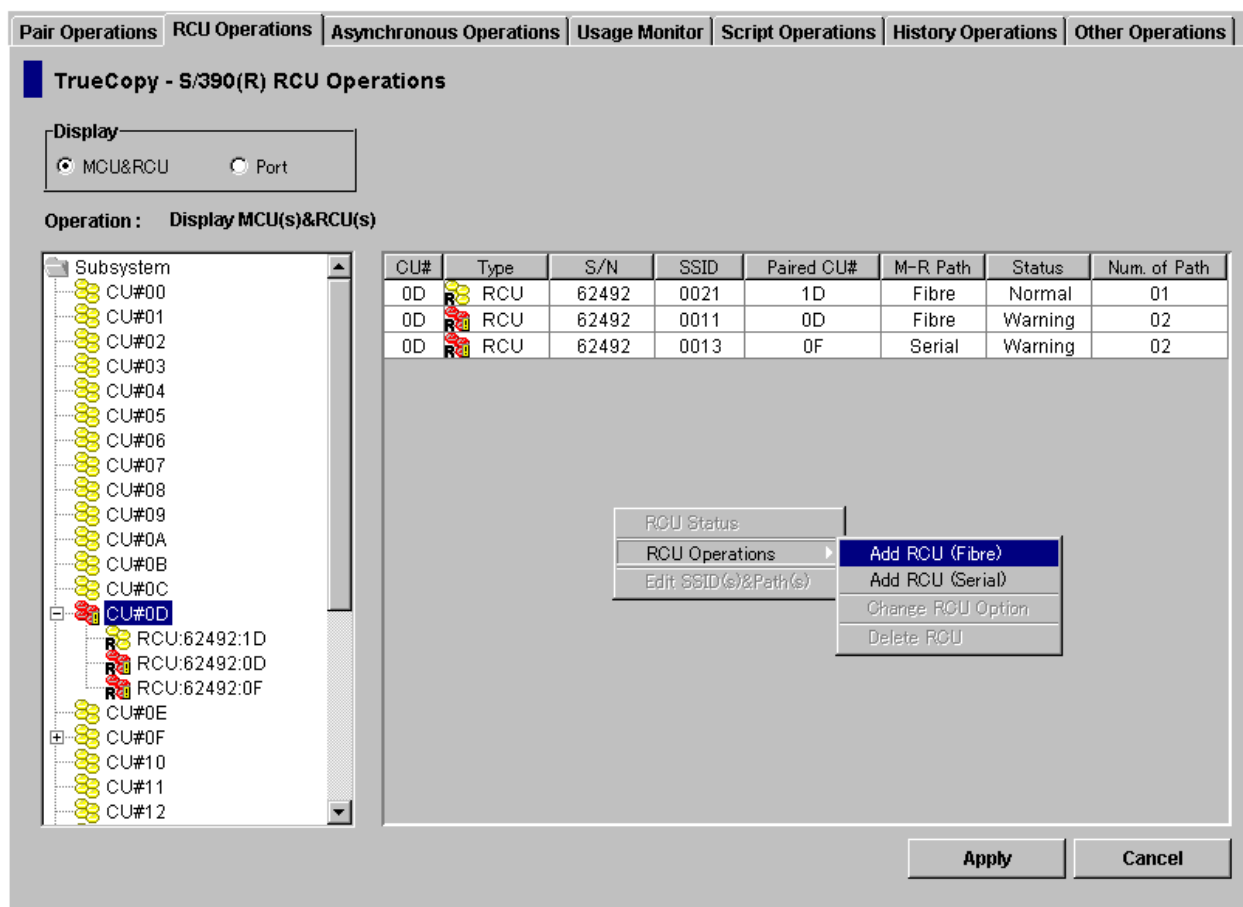 Pair Operations RCU Operations Asynchronous Operations Usage Monitor Script Operations History Operations Other Operations
TrueCopy - S/390(R) RCU Operations
Display
MCU&RCU Port
Operation : Display MCU(s)&RCU(s)
Subsystem
CU#00
CU#01
CU#02
CU#03
CU#04
CU#05
CU#06
CU#07
CU#08
CU#09
CU#0A
CU#0B
CU#0C
CU#0D
RCU:62492:1D
RCU:62492:0D
RCU:62492:0F
CU#0E
CU#0F
CU#10
CU#11
CU#12
CU# Type S/N SSID Paired CU# M-R Path Status Num. of Path
0D R RCU 62492 0021 1D Fibre Normal 01
0D R RCU 62492 0011 0D Fibre Warning 02
0D R RCU 62492 0013 0F Serial Warning 02
RCU Status
RCU Operations
Edit SSID(s)&Path(s)
Add RCU (Fibre)
Add RCU (Serial)
Change RCU Option
Delete RCU
Apply Cancel